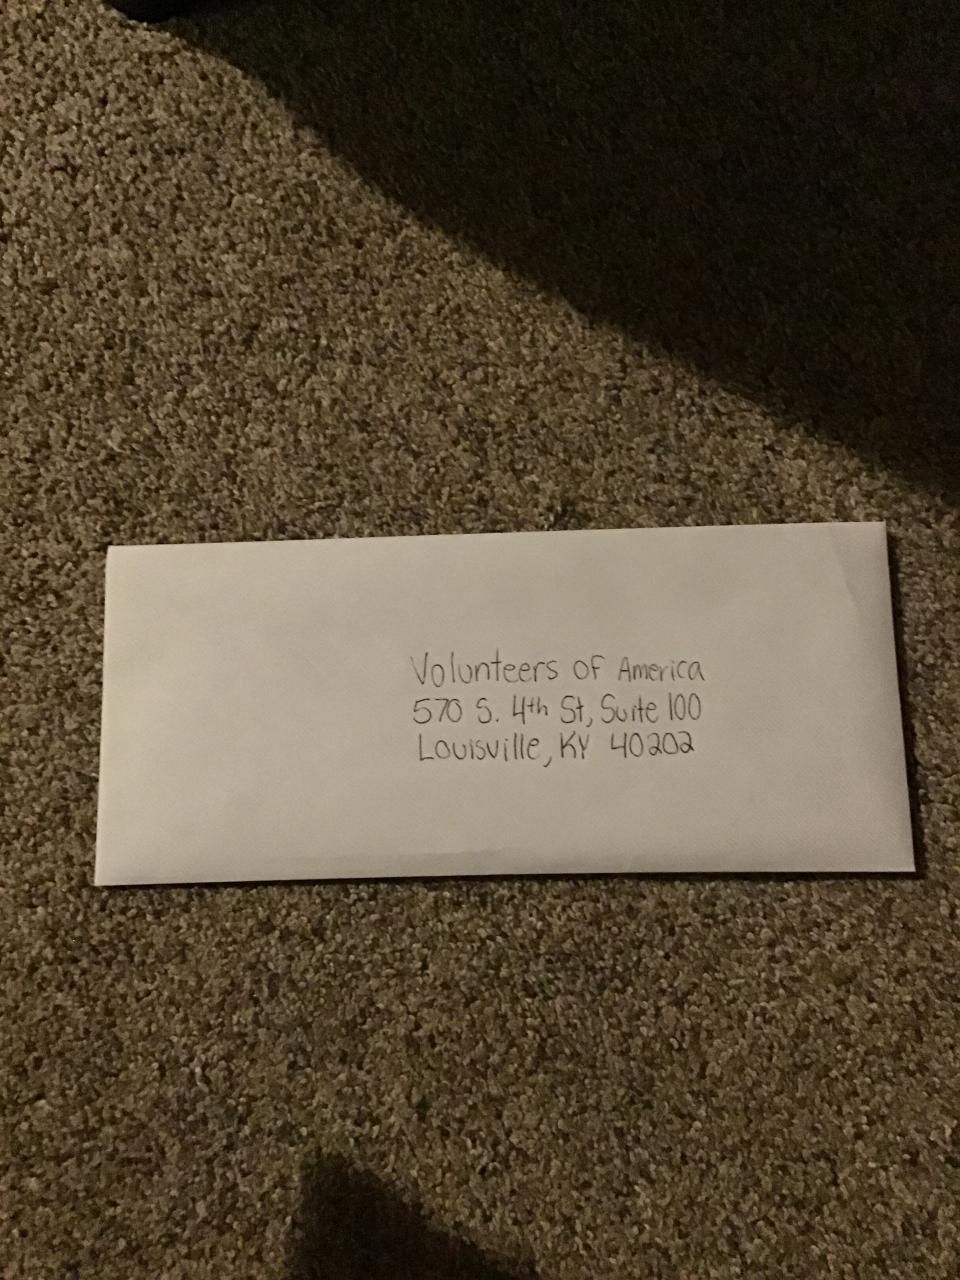 Volunteers of America
570 S. 4th St, Suite 100
Louisville, KY 40202